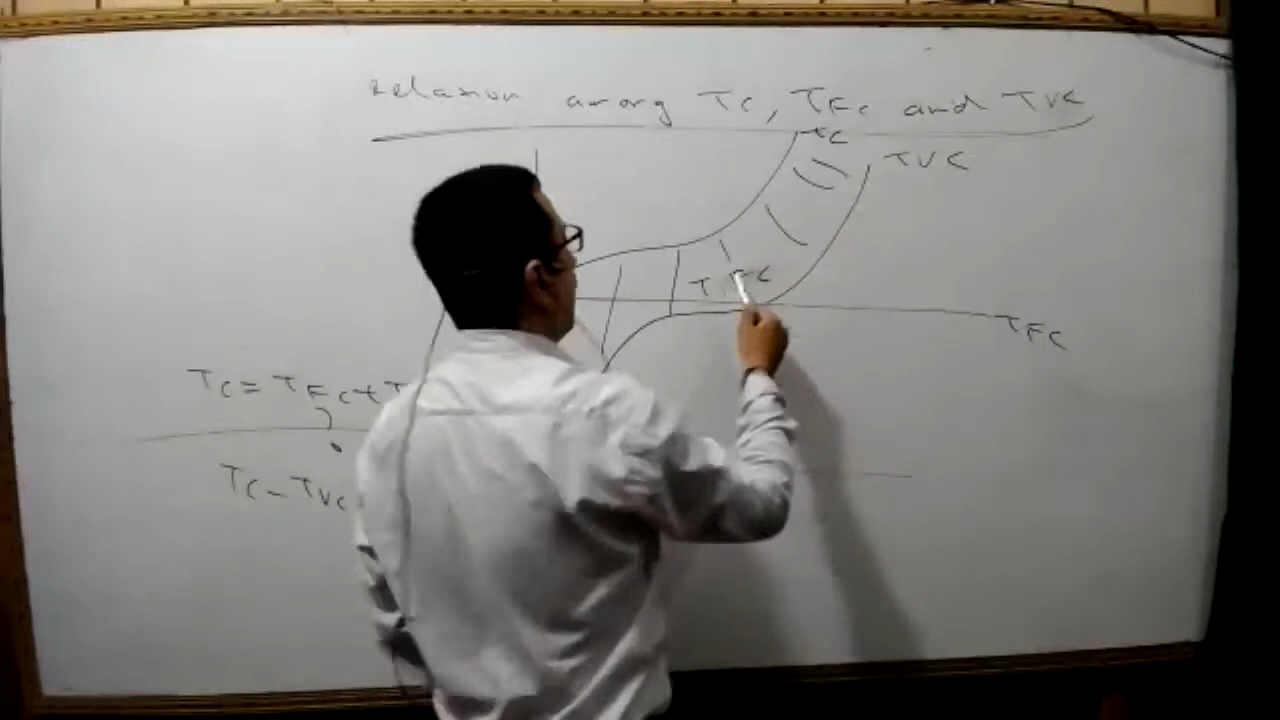 Relation among TC, TFC and TVC
TC
TVC
TFC
TFC
TC = TFC + T
TC - TVC